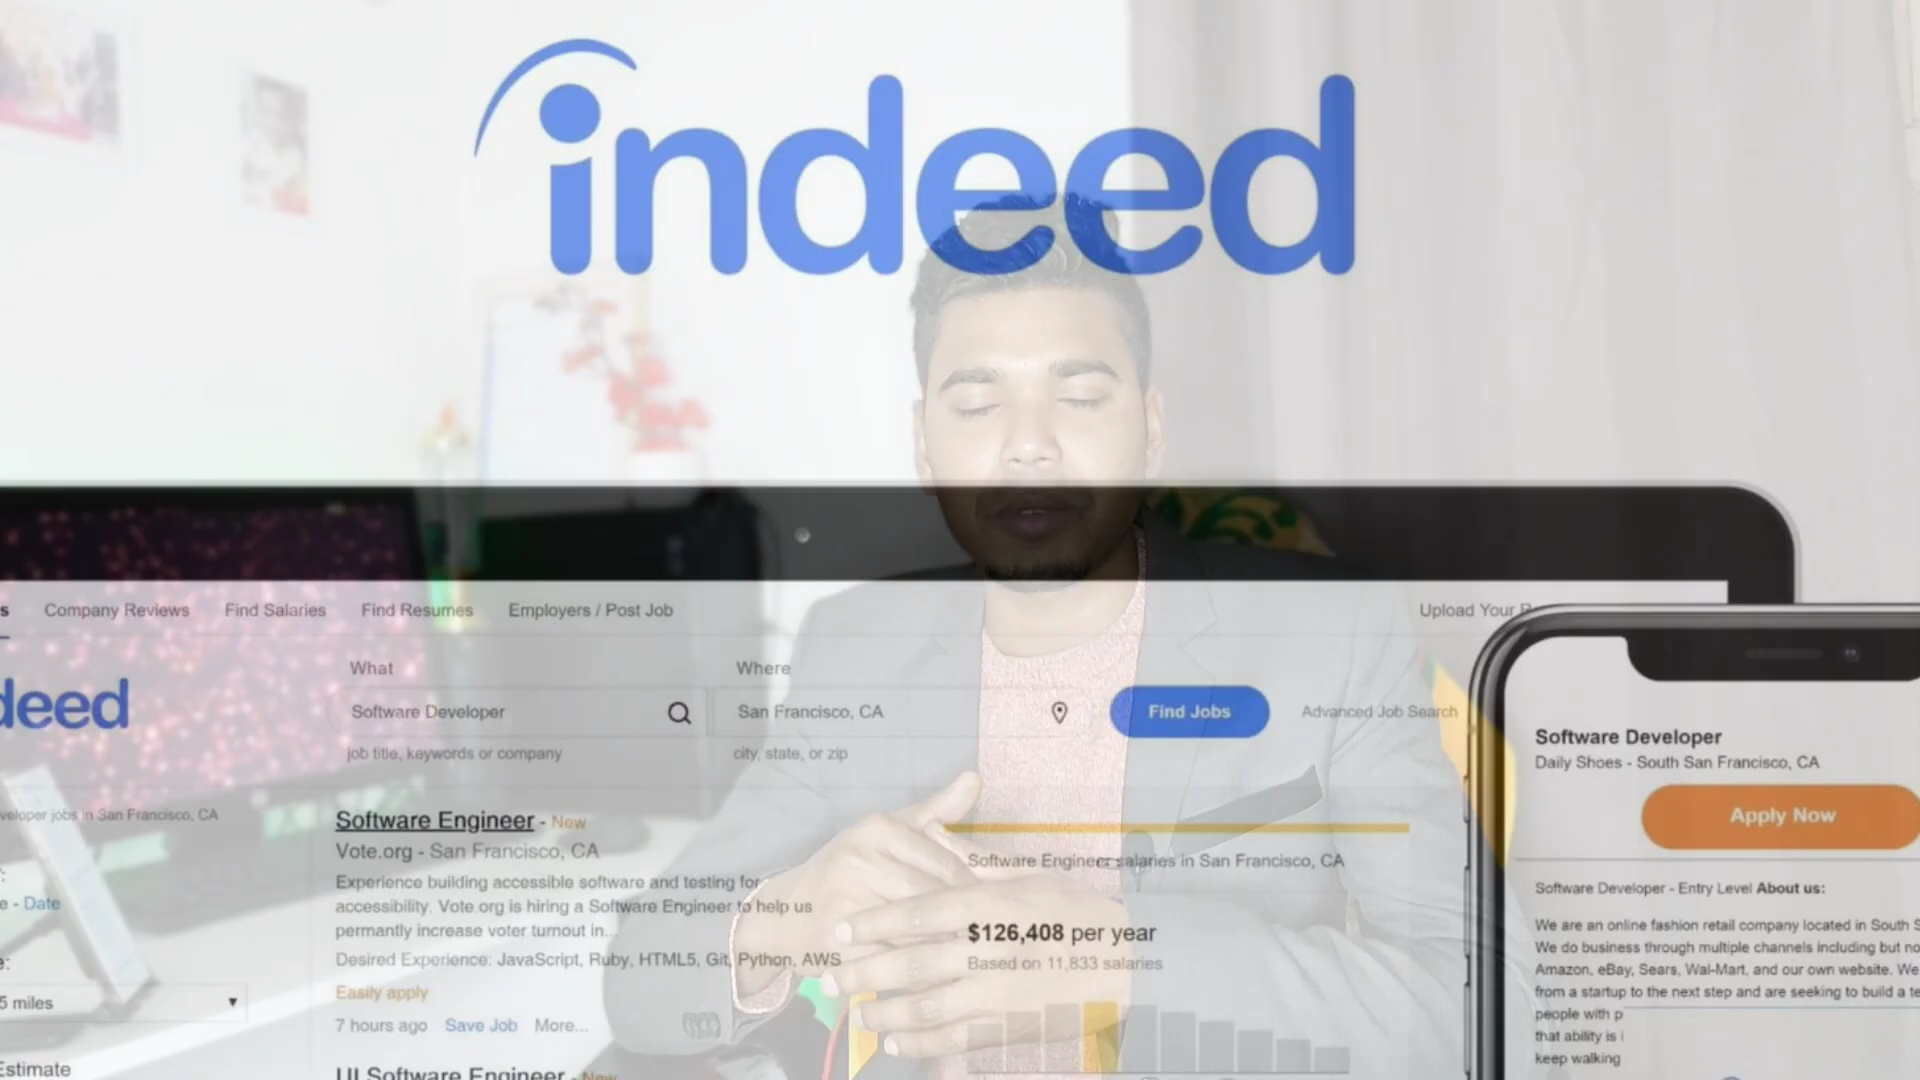 indeed
Company Reviews Find Salaries Find Resumes Employers / Post Job Upload Your
What Where
Software Developer San Francisco, CA Find Jobs Advanced Job Search
job title, keywords or company city, state, or zip
deed
veloper jobs in San Francisco, CA
e - Date
5 miles
Estimate
Software Engineer - New
Vote.org - San Francisco, CA
Experience building accessible software and testing for
accessibility. Vote.org is hiring a Software Engineer to help us
permantly increase voter turnout in...
Desired Experience: JavaScript, Ruby, HTML5, Git, Python, AWS
Easily apply
7 hours ago Save Job More...
UI Software Engineer - New
Software Engineer salaries in San Francisco, CA
$126,408 per year
Based on 11,833 salaries
Software Developer
Daily Shoes - South San Francisco, CA
Apply Now
Software Developer - Entry Level About us:
We are an online fashion retail company located in South S
We do business through multiple channels including but no
Amazon, eBay, Sears, Wal-Mart, and our own website. We
from a startup to the next step and are seeking to build a te
people with p
that ability is
keep walking